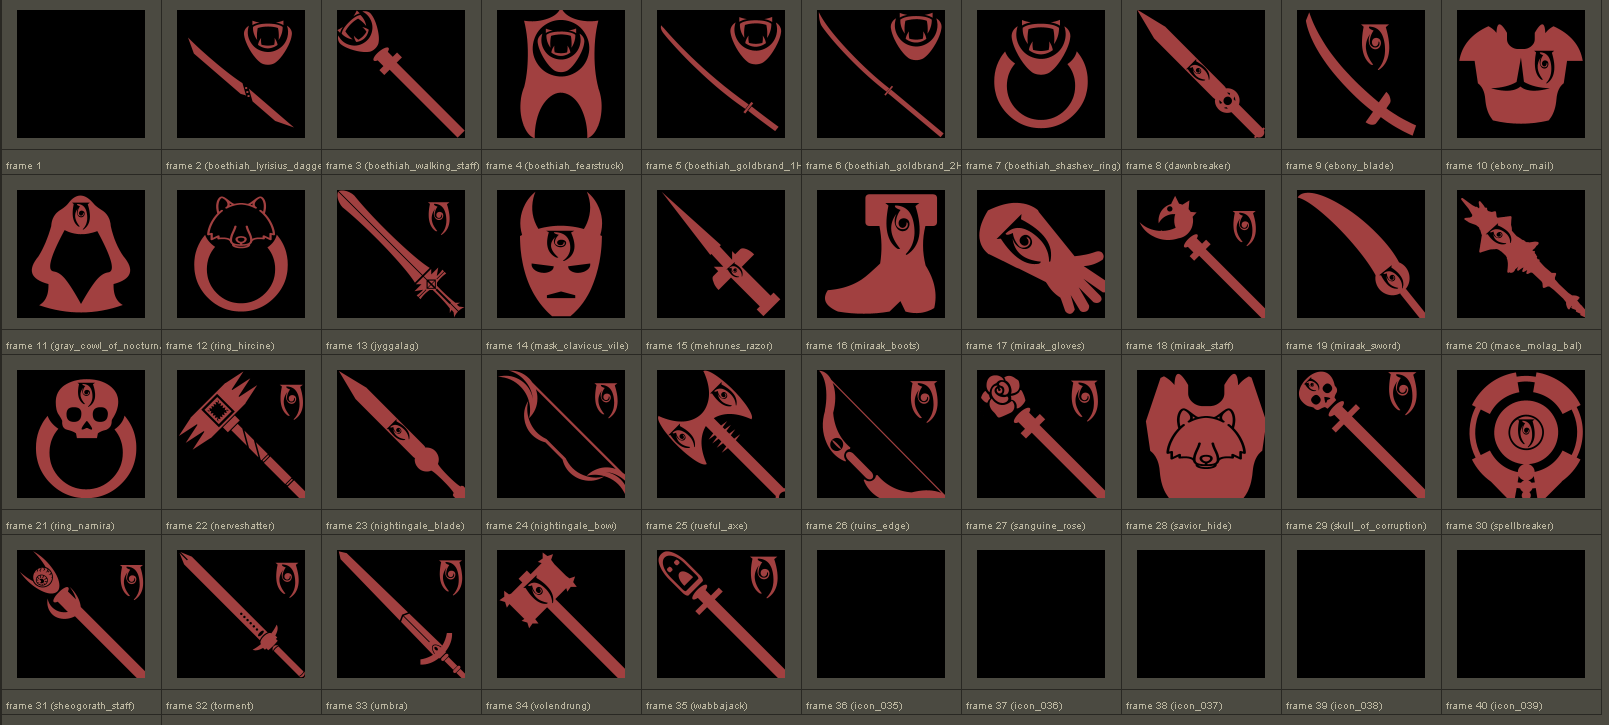 frame 1
frame 2 (boethiah_lyrisius_dagge
frame 3 (boethiah_walking_staff)
frame 4 (boethiah_fearstruck)
frame 5 (boethiah_goldbrand_1H
frame 6 (boethiah_goldbrand_2H
frame 7 (boethiah_shashev_ring)
frame 8 (dawnbreaker)
frame 9 (ebony_blade)
frame 10 (ebony_mail)
frame 11 (gray_cowl_of_nocturn.
frame 12 (ring_hircine)
frame 13 (jyggalag)
frame 14 (mask_clavicus_vile)
frame 15 (mehrunes_razor)
frame 16 (miraak_boots)
frame 17 (miraak_gloves)
frame 18 (miraak_staff)
frame 19 (miraak_sword)
frame 20 (mace_molag_bal)
frame 21 (ring_namira)
frame 22 (nerveshatter)
frame 23 (nightingale_blade)
frame 24 (nightingale_bow)
frame 25 (rueful_axe)
frame 26 (ruins_edge)
frame 27 (sanguine_rose)
frame 28 (savior_hide)
frame 29 (skull_of_corruption)
frame 30 (spellbreaker)
frame 31 (sheogorath_staff)
frame 32 (torment)
frame 33 (umbra)
frame 34 (volendrung)
frame 35 (wabbajack)
frame 36 (icon_035)
frame 37 (icon_036)
frame 38 (icon_037)
frame 39 (icon_038)
frame 40 (icon_039)